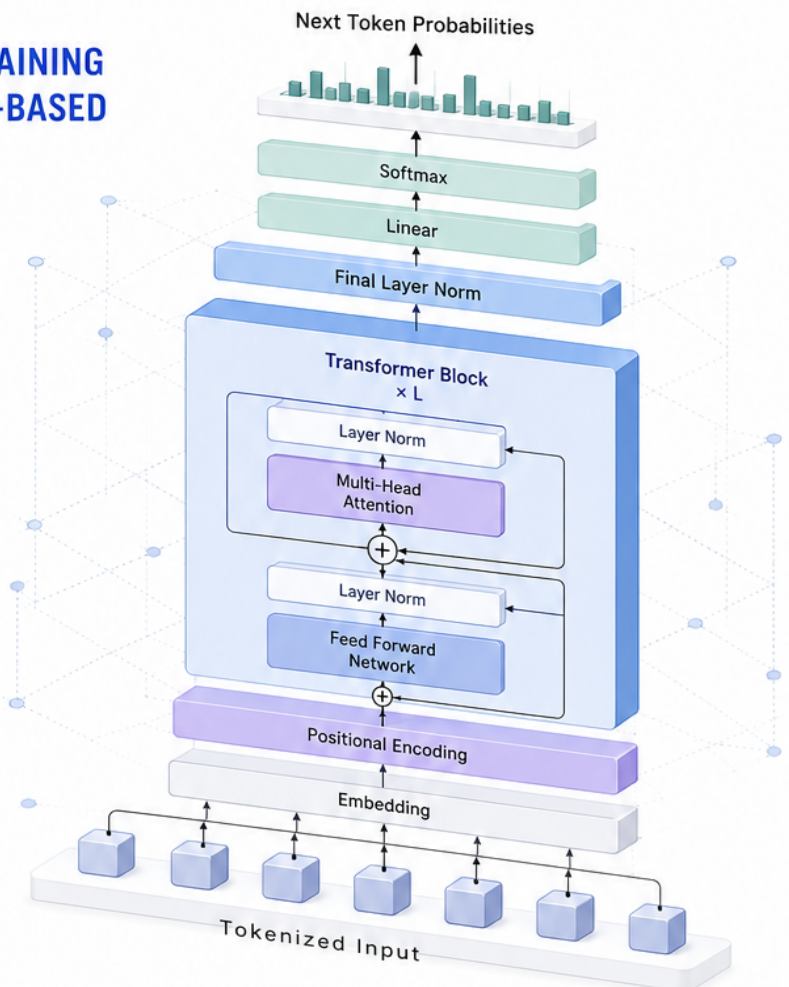 Next Token Probabilities
AINING
-BASED
Softmax
Linear
Final Layer Norm
Transformer Block
× L
Layer Norm
Multi-Head
Attention
+
Layer Norm
Feed Forward
Network
+
Positional Encoding
Embedding
Tokenized Input